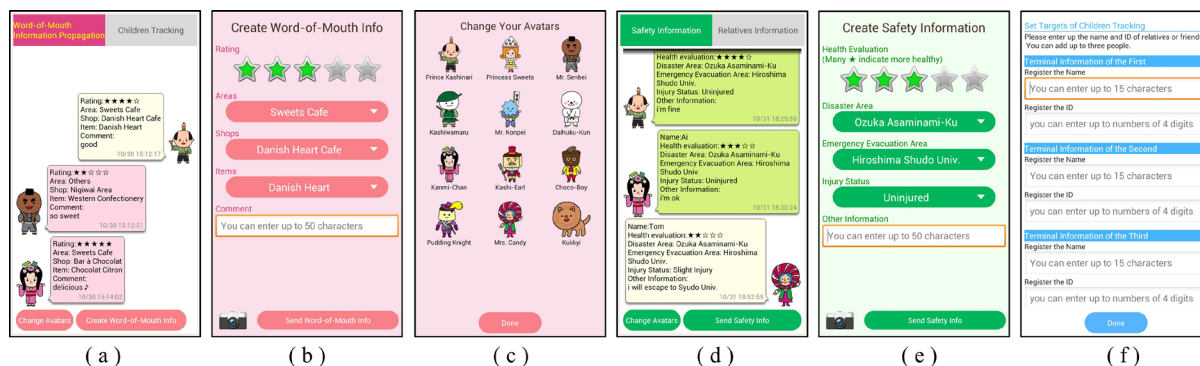 Word-of-Mouth
Information Propagation
Children Tracking
Rating:★★★★☆
Area: Sweets Cafe
Shop: Danish Heart Cafe
Item: Danish Heart
Comment:
good
10/30 15:12:17
Rating:★★☆☆☆
Area: Others
Shop: Nigiwai Area
Item: Western Confectionery
Comment:
so sweet
10/30 15:12:51
Rating:★★★★★
Area: Sweets Cafe
Shop: Bar à Chocolat
Item: Chocolat Citron
Comment:
delicious♪
10/30 15:14:02
Change Avatars
Create Word-of-Mouth Info
(a)
Create Word-of-Mouth Info
Rating
Areas
Sweets Cafe
Shops
Danish Heart Cafe
Items
Danish Heart
Comment
You can enter up to 50 characters
Send Word-of-Mouth Info
(b)
Change Your Avatars
Prince Kashinari
Princess Sweets
Mr. Senbei
Kashiwamaru
Mr. Konpei
Daihuku-Kun
Kanmi-Chan
Kashi-Earl
Choco-Boy
Pudding Knight
Mrs. Candy
Kukkyi
Done
(c)
Safety Information
Relatives Information
Health evaluation:★★★★☆
Disaster Area: Ozuka Asaminami-Ku
Emergency Evacuation Area: Hiroshima
Shudo Univ.
Injury Status: Uninjured
Other Information:
i'm fine
10/31 18:29:59
Name:Ai
Health evaluation:★★★☆☆
Disaster Area: Ozuka Asaminami-Ku
Emergency Evacuation Area: Hiroshima
Shudo Univ.
Injury Status: Uninjured
Other Information:
i'm ok
10/31 18:30:24
Name:Tom
Health evaluation:★★☆☆☆
Disaster Area: Ozuka Asaminami-Ku
Emergency Evacuation Area: Hiroshima
Shudo Univ.
Injury Status: Slight Injury
Other Information:
i will escape to Syudo Univ.
10/31 18:52:59
Change Avatars
Send Safety Info
(d)
Create Safety Information
Health Evaluation
(Many ★ indicate more healthy)
Disaster Area
Ozuka Asaminami-Ku
Emergency Evacuation Area
Hiroshima Shudo Univ.
Injury Status
Uninjured
Other Information
You can enter up to 50 characters
Send Safety Info
(e)
Set Targets of Children Tracking
Please enter up the name and ID of relatives or friend
You can add up to three people.
Terminal Information of the First
Register the Name
You can enter up to 15 characters
Register the ID
you can enter up to numbers of 4 digits
Terminal Information of the Second
Register the Name
You can enter up to 15 characters
Register the ID
you can enter up to numbers of 4 digits
Terminal Information of the Third
Register the Name
You can enter up to 15 characters
Register the ID
you can enter up to numbers of 4 digits
Done
(f)